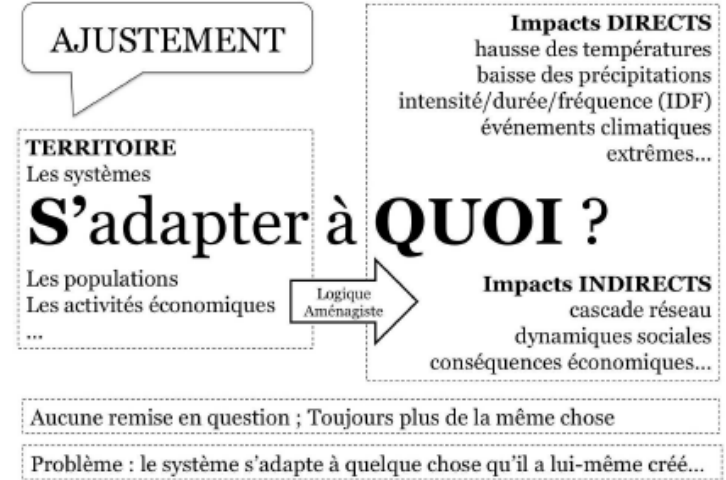 AJUSTEMENT
Impacts DIRECTS
hausse des températures
baisse des précipitations
intensité/durée/fréquence (IDF)
événements climatiques
extrêmes...
TERRITOIRE
Les systèmes
S’adapter à QUOI ?
Les populations
Les activités économiques
...
Logique
Aménagiste
Impacts INDIRECTS
cascade réseau
dynamiques sociales
conséquences économiques...
Aucune remise en question ; Toujours plus de la même chose
Problème : le système s’adapte à quelque chose qu’il a lui-même créé...